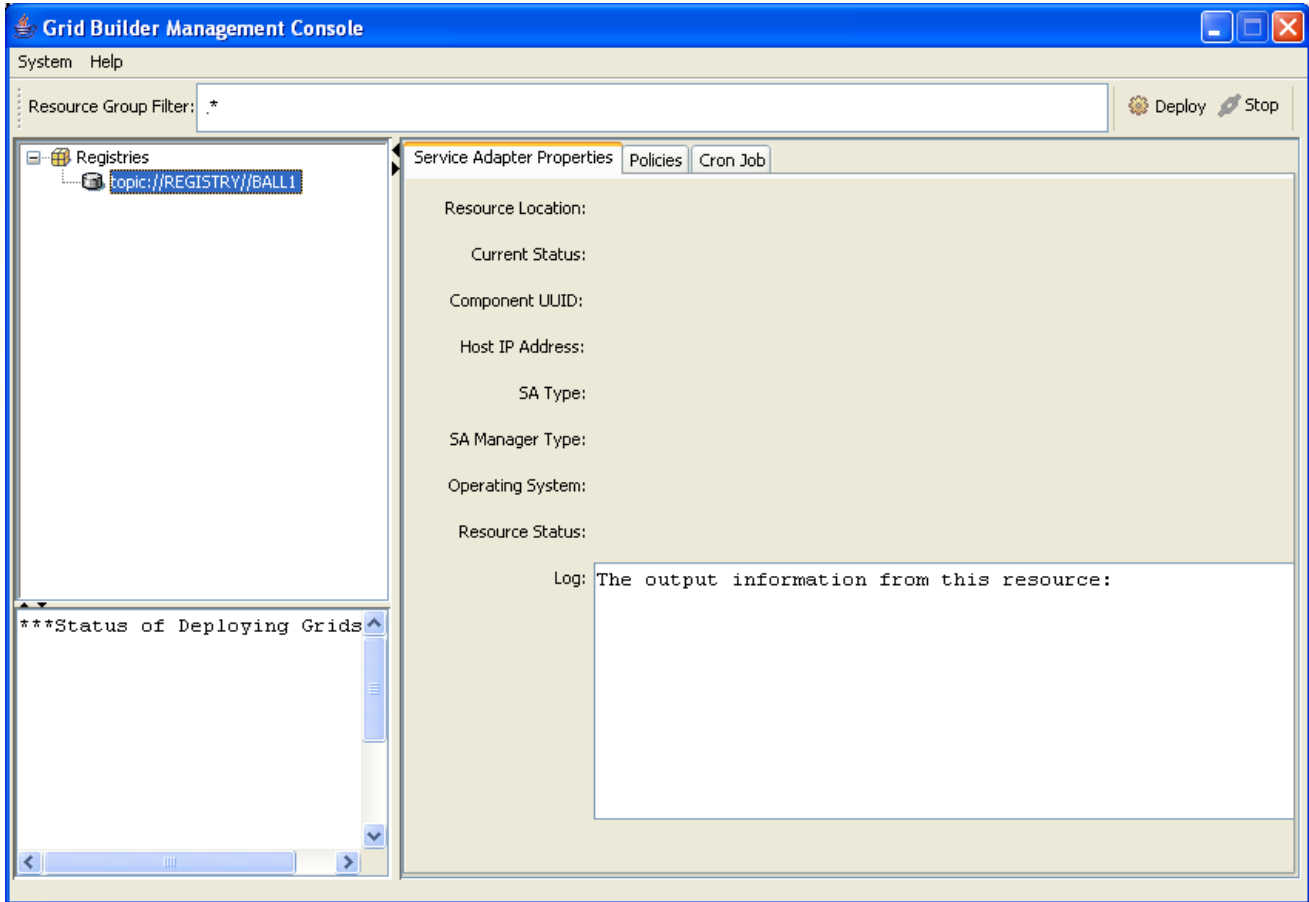 Grid Builder Management Console
System Help
Resource Group Filter: .* Deploy Stop
Registries
topic://REGISTRY//BALL1
***Status of Deploying Grids
Service Adapter Properties Policies Cron Job
Resource Location:
Current Status:
Component UUID:
Host IP Address:
SA Type:
SA Manager Type:
Operating System:
Resource Status:
Log: The output information from this resource: